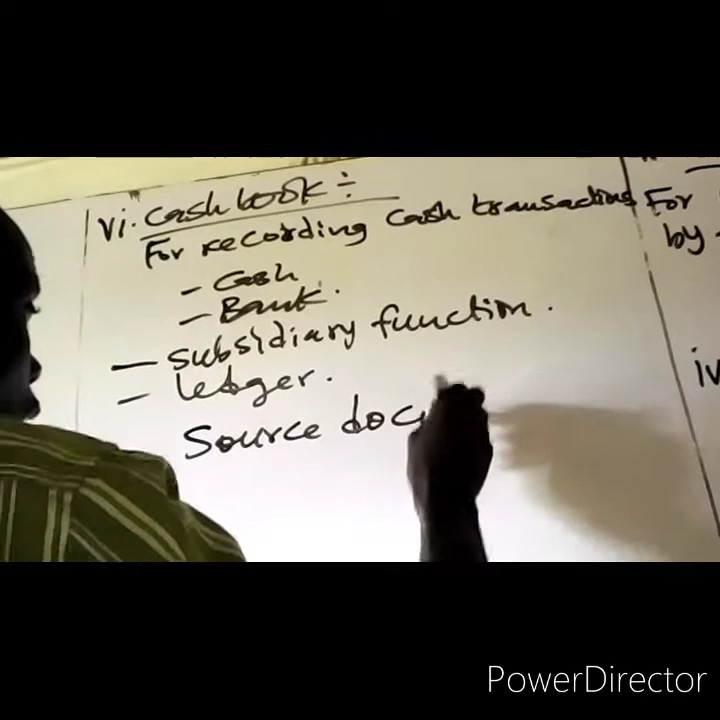 vi. Cash book ÷
For recording Cash transactions
- Cash
- Bank.
- subsidiary function.
- ledger.
Source doc
For
by
iv
PowerDirector